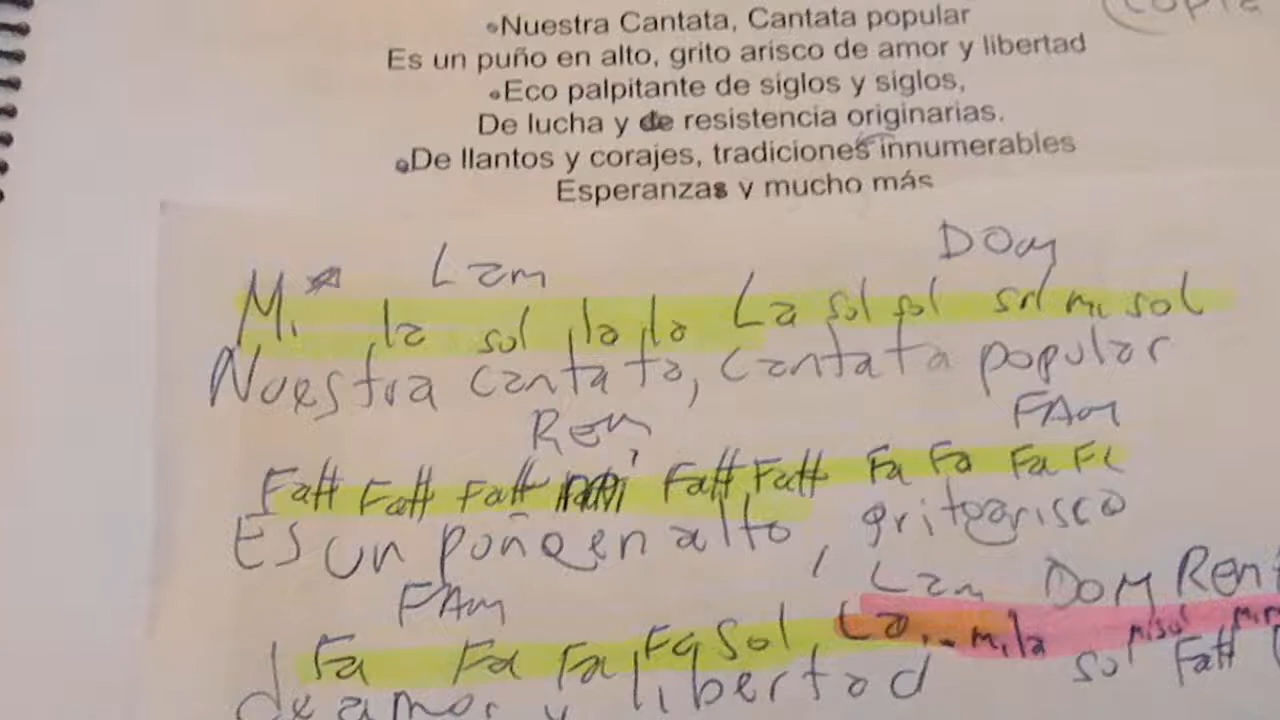 copia
•Nuestra Cantata, Cantata popular
Es un puño en alto, grito arisco de amor y libertad
•Eco palpitante de siglos y siglos,
De lucha y de resistencia originarias.
•De llantos y corajes, tradiciones innumerables
Esperanzas y mucho más
Lam DOM
Mi la sol la la La sol sol sol mi sol
Nuestra cantata, cantata popular
Rem FAM
Fa# Fa# Fa# Fa# Fa# Fa Fa Fa Fa
Es un puño en alto, gritoarisco
FAM Lam DOM Rem
Fa Fa Fa Fa Sol La mi la mi sol sol Fa#
de amor y libertad